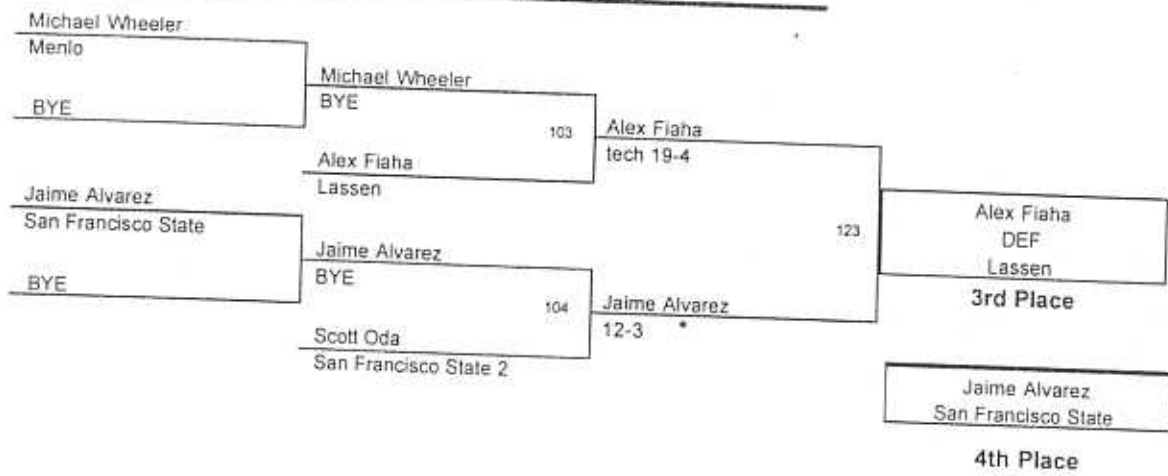 Michael Wheeler
Menlo
BYE
Jaime Alvarez
San Francisco State
BYE
Michael Wheeler
BYE
103
Alex Fiaha
Lassen
Jaime Alvarez
BYE
104
Scott Oda
San Francisco State 2
Alex Fiaha
tech 19-4
123
Jaime Alvarez
12-3
Alex Fiaha
DEF
Lassen
3rd Place
Jaime Alvarez
San Francisco State
4th Place